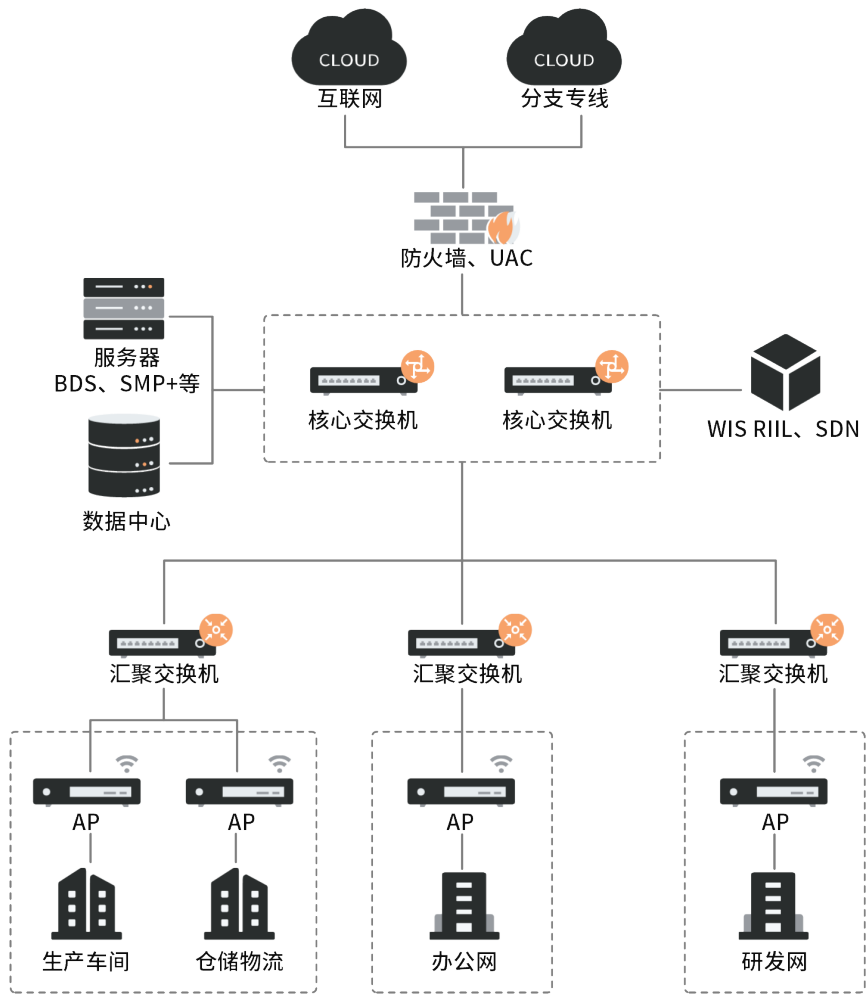 CLOUD
CLOUD
互联网
分支专线
防火墙、UAC
服务器
BDS、SMP+等
核心交换机
核心交换机
WIS RIIL、SDN
数据中心
汇聚交换机
汇聚交换机
汇聚交换机
AP
AP
AP
AP
生产车间
仓储物流
办公网
研发网